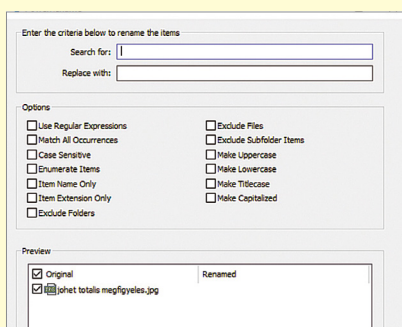 Enter the criteria below to rename the items
Search for:
Replace with:
Options
Use Regular Expressions
Exclude Files
Match All Occurrences
Exclude Subfolder Items
Case Sensitive
Make Uppercase
Enumerate Items
Make Lowercase
Item Name Only
Make Titlecase
Item Extension Only
Make Capitalized
Exclude Folders
Preview
Original Renamed
johet totalis megfigyeles.jpg